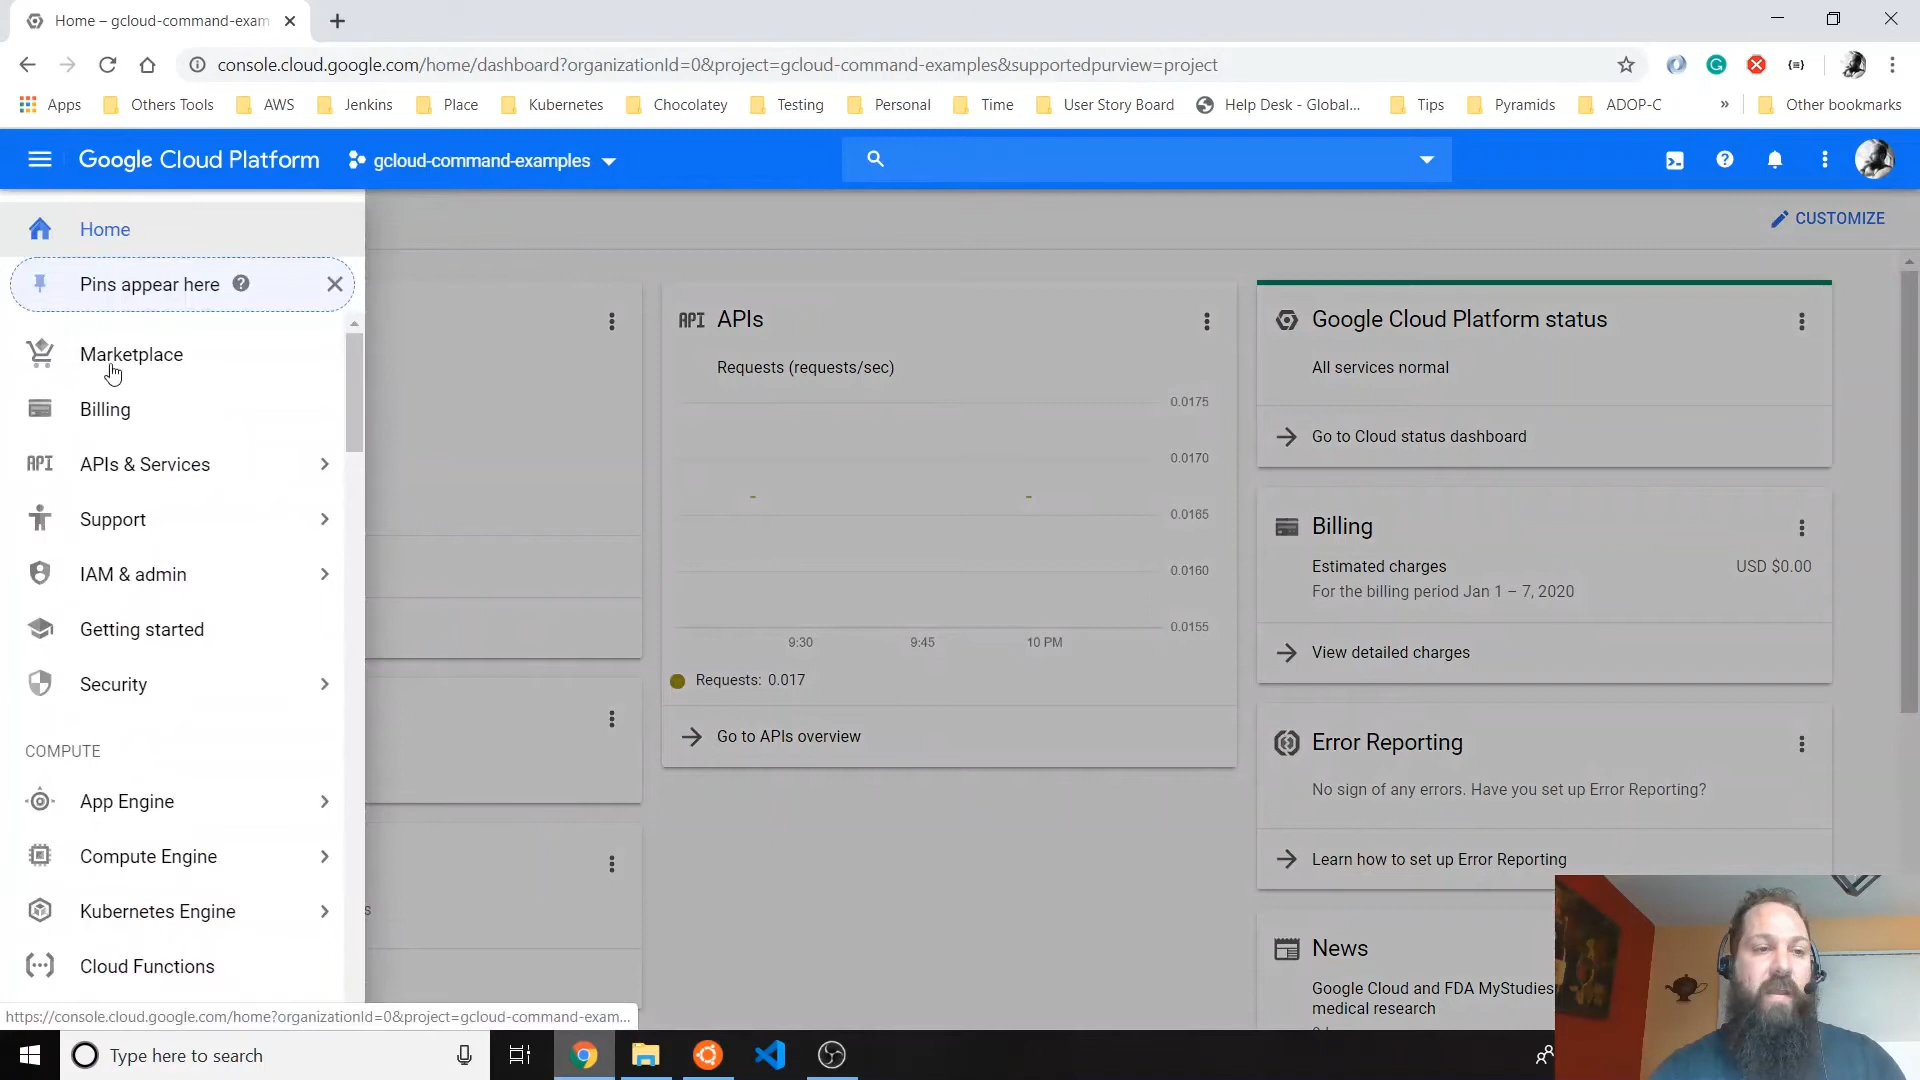 Home – gcloud-command-exam
console.cloud.google.com/home/dashboard?organizationId=0&project=gcloud-command-examples&supportedpurview=project
Apps
Others Tools
AWS
Jenkins
Place
Kubernetes
Chocolatey
Testing
Personal
Time
User Story Board
Help Desk - Global...
Tips
Pyramids
ADOP-C
»
Other bookmarks
Google Cloud Platform
gcloud-command-examples
CUSTOMIZE
Home
Pins appear here
Marketplace
Billing
API APIs & Services
Support
IAM & admin
Getting started
Security
COMPUTE
App Engine
Compute Engine
Kubernetes Engine
Cloud Functions
s
https://console.cloud.google.com/home?organizationId=0&project=gcloud-command-exam...
API APIs
Requests (requests/sec)
0.0175
0.0170
0.0165
0.0160
0.0155
9:30
9:45
10 PM
Requests: 0.017
Go to APIs overview
Google Cloud Platform status
All services normal
Go to Cloud status dashboard
Billing
Estimated charges
USD $0.00
For the billing period Jan 1 – 7, 2020
View detailed charges
Error Reporting
No sign of any errors. Have you set up Error Reporting?
Learn how to set up Error Reporting
News
Google Cloud and FDA MyStudies
medical research
Type here to search